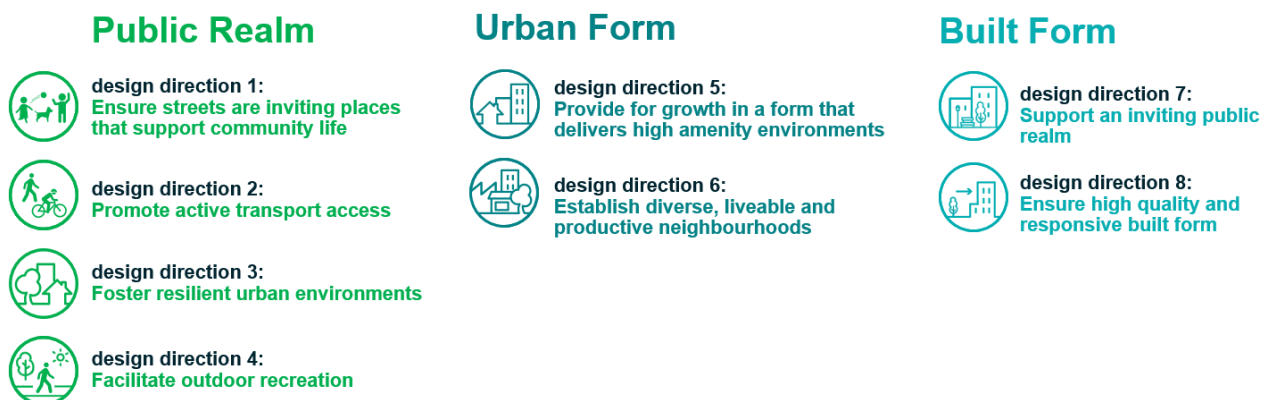 Public Realm
design direction 1:
Ensure streets are inviting places
that support community life
design direction 2:
Promote active transport access
design direction 3:
Foster resilient urban environments
design direction 4:
Facilitate outdoor recreation
Urban Form
design direction 5:
Provide for growth in a form that
delivers high amenity environments
design direction 6:
Establish diverse, liveable and
productive neighbourhoods
Built Form
design direction 7:
Support an inviting public
realm
design direction 8:
Ensure high quality and
responsive built form